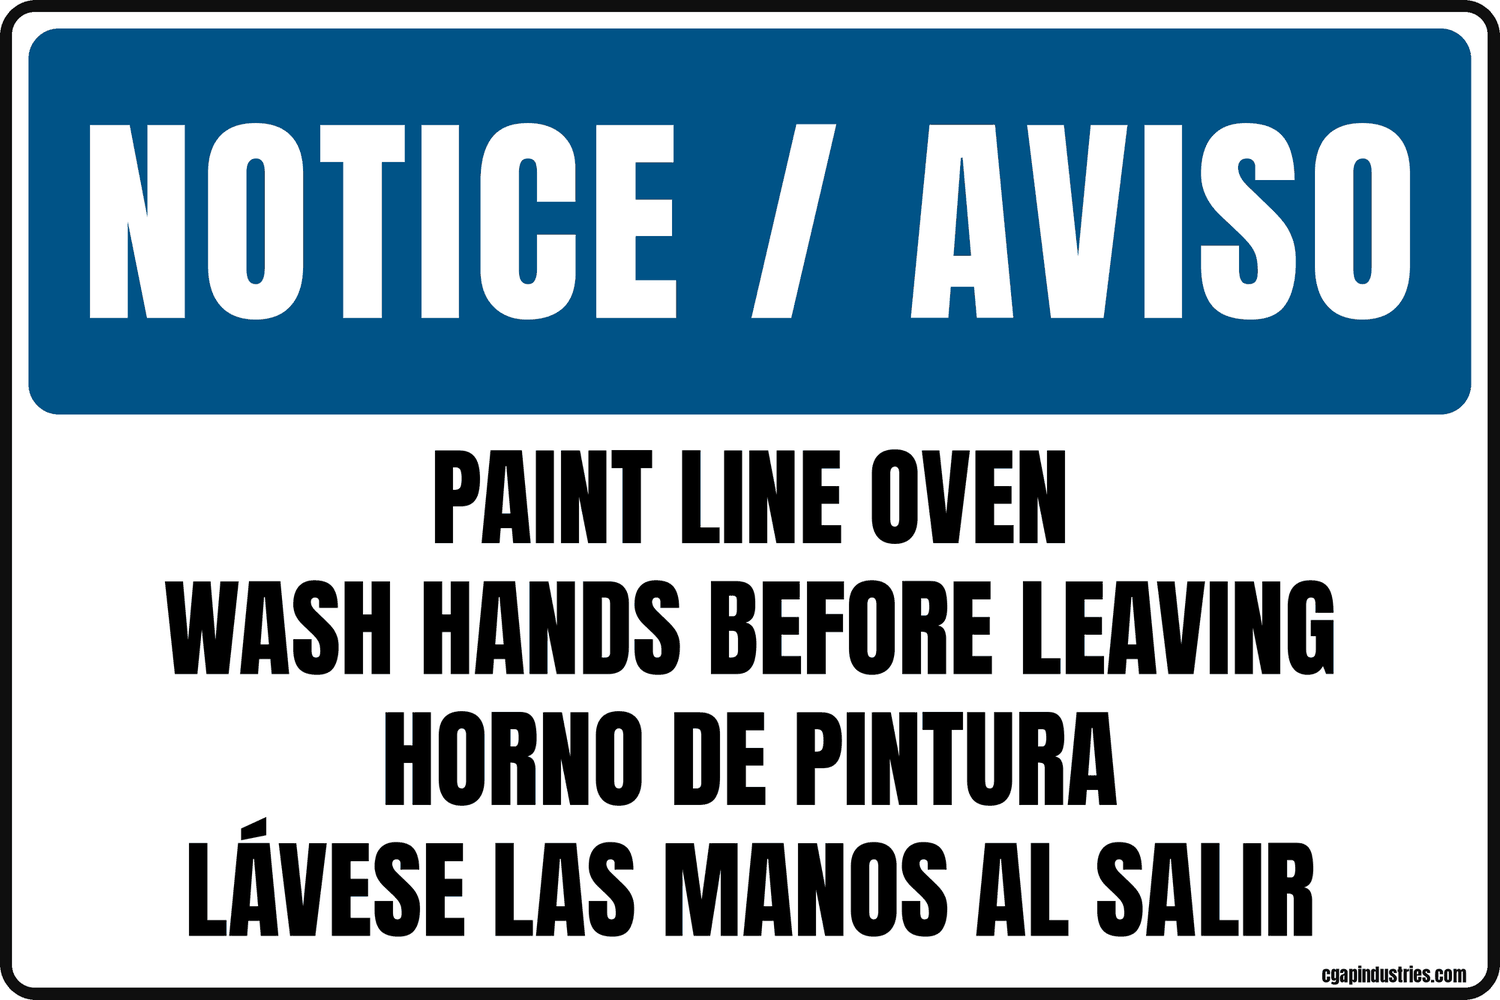 NOTICE / AVISO
PAINT LINE OVEN
WASH HANDS BEFORE LEAVING
HORNO DE PINTURA
LÁVESE LAS MANOS AL SALIR
cgapindustries.com